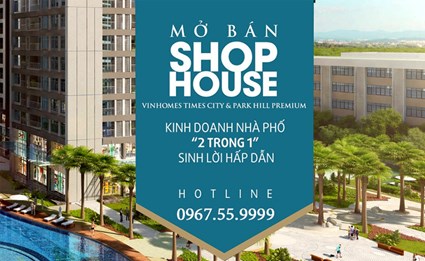 MỞ BÁN
SHOP
HOUSE
VINHOMES TIMES CITY & PARK HILL PREMIUM
KINH DOANH NHÀ PHỐ
“2 TRONG 1”
SINH LỜI HẤP DẪN
HOTLINE
0967.55.9999